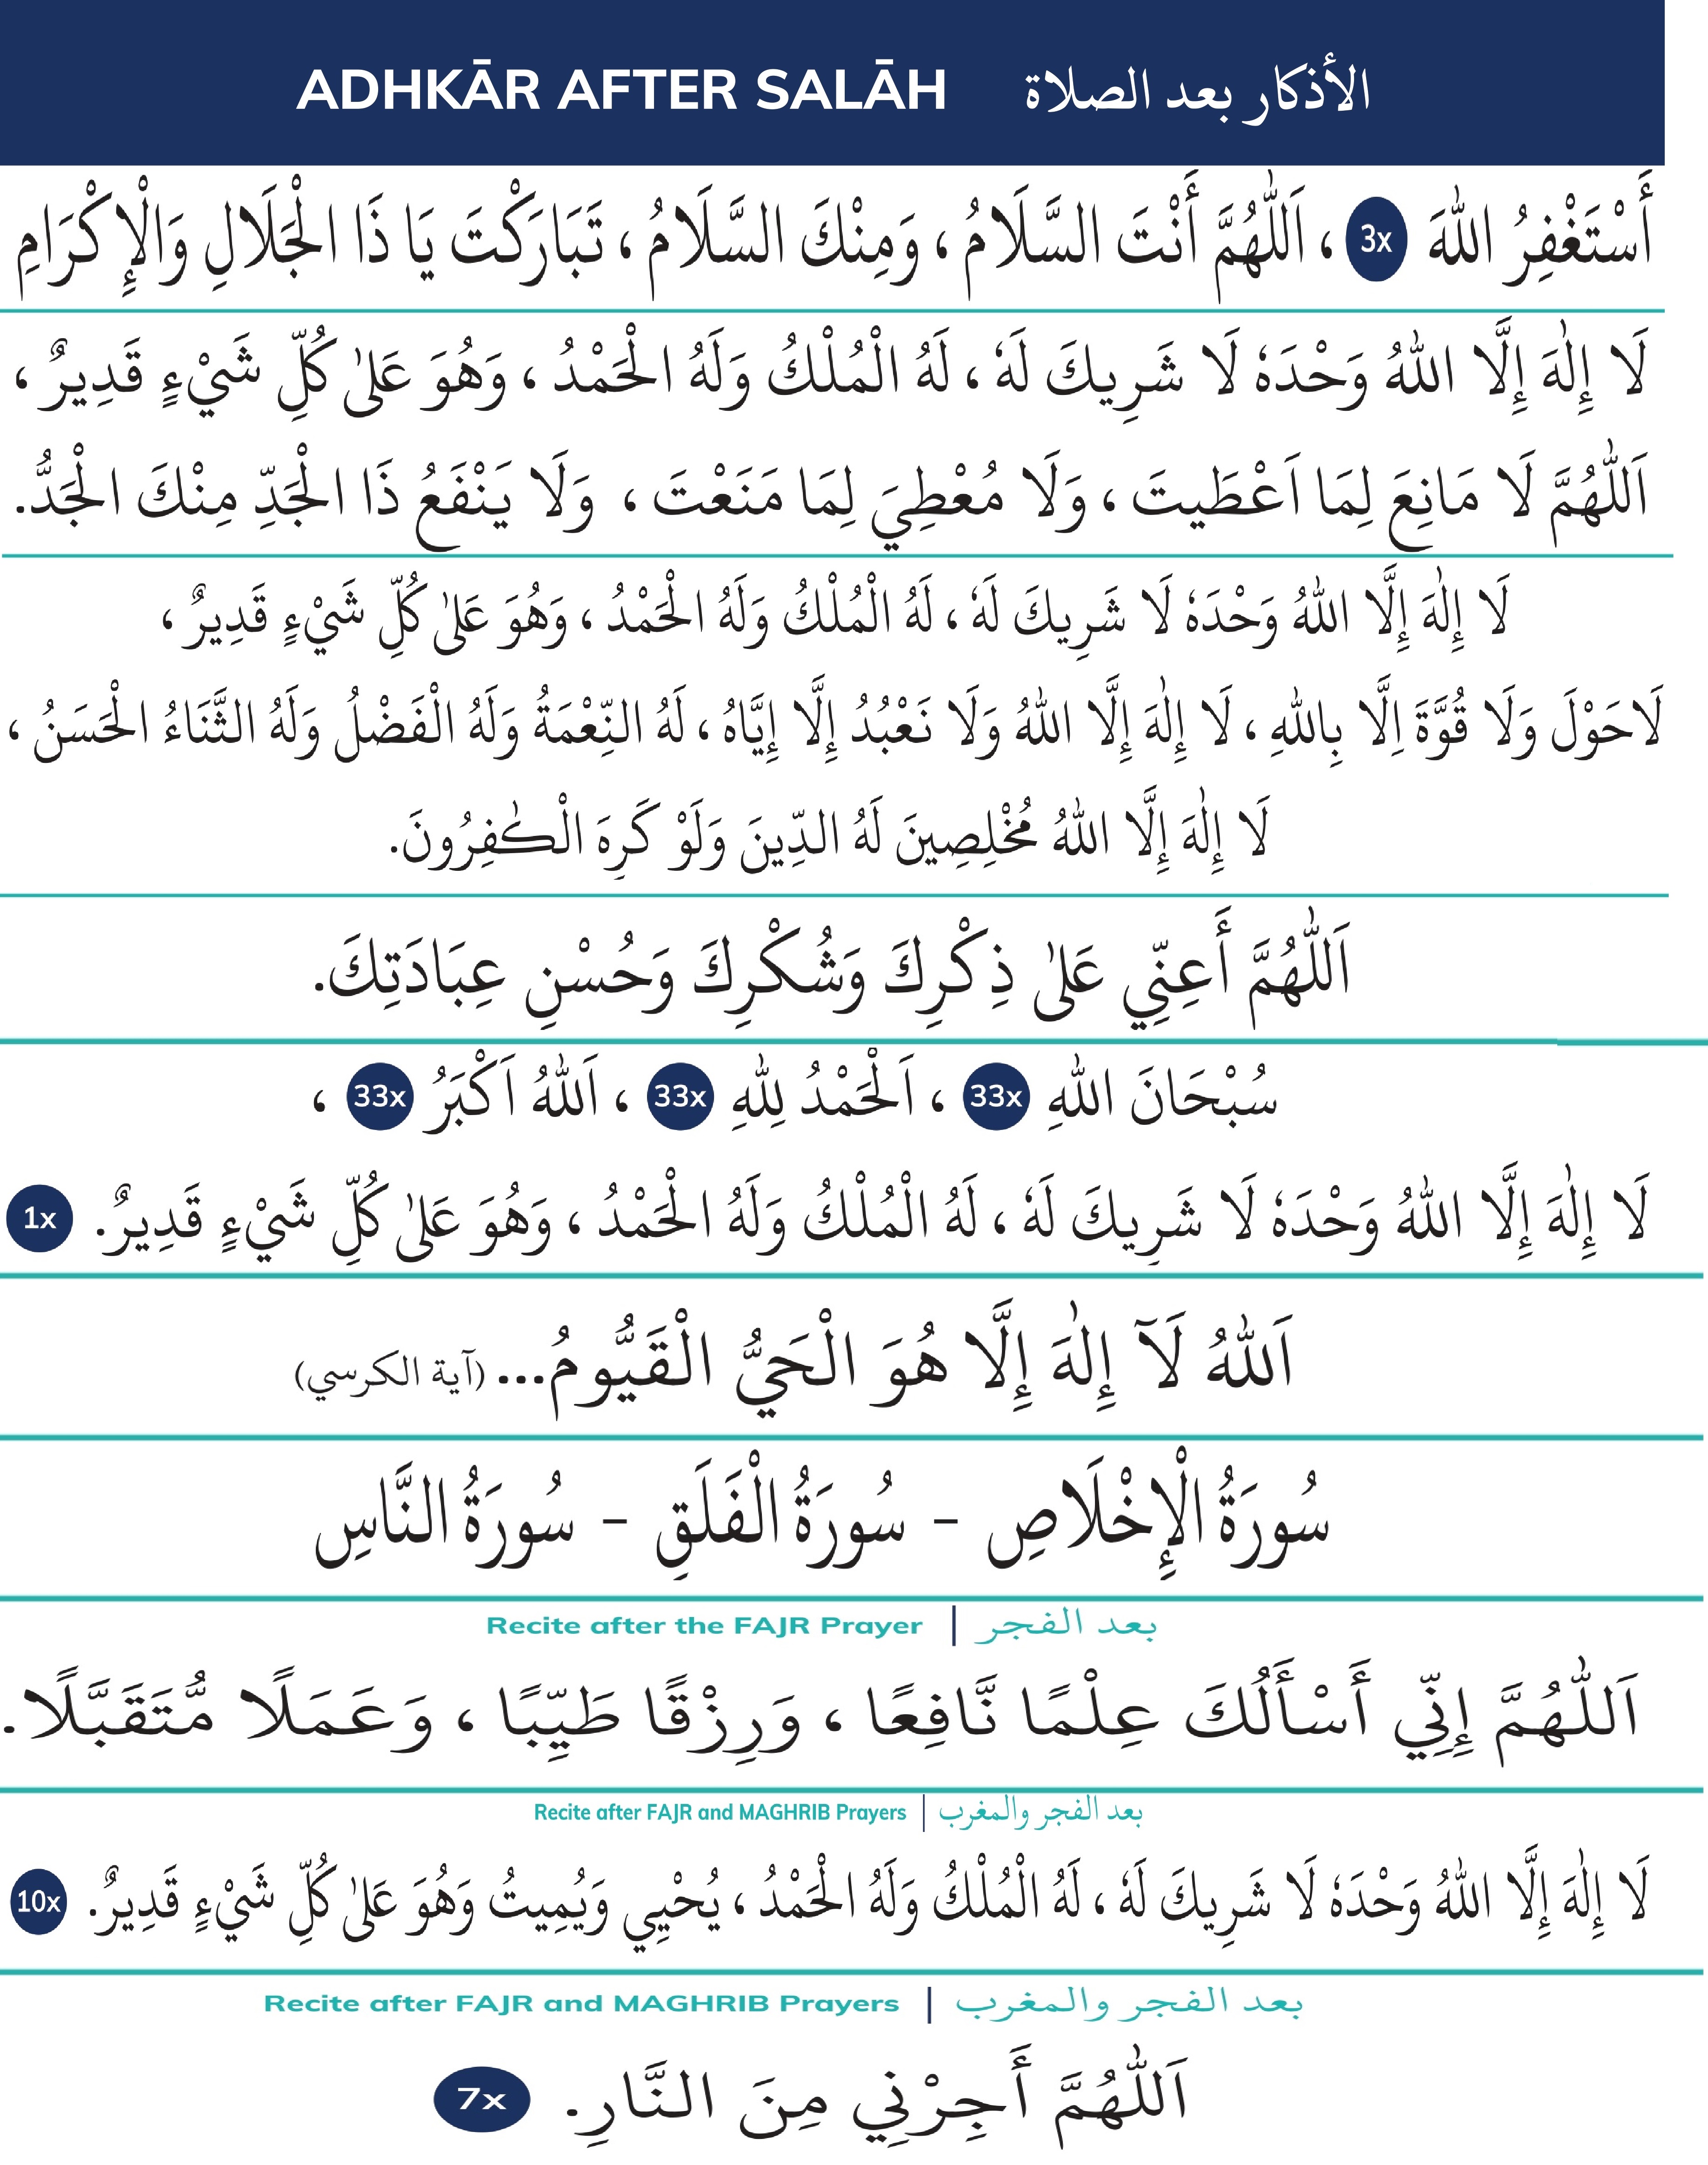 ADHKĀR AFTER SALĀH الأذكار بعد الصلاة
أَسْتَغْفِرُ اللّٰهَ 3x ، اَللّٰهُمَّ أَنْتَ السَّلَامُ ، وَمِنْكَ السَّلَامُ ، تَبَارَكْتَ يَا ذَا الْجَلَالِ وَالْإِكْرَامِ
لَا إِلٰهَ إِلَّا اللّٰهُ وَحْدَهٗ لَا شَرِيكَ لَهٗ ، لَهُ الْمُلْكُ وَلَهُ الْحَمْدُ ، وَهُوَ عَلىٰ كُلِّ شَيْءٍ قَدِيرٌ ،
اَللّٰهُمَّ لَا مَانِعَ لِمَا اَعْطَيتَ ، وَلَا مُعْطِيَ لِمَا مَنَعْتَ ، وَلَا يَنْفَعُ ذَا الْجَدِّ مِنْكَ الْجَدُّ.
لَا إِلٰهَ إِلَّا اللّٰهُ وَحْدَهٗ لَا شَرِيكَ لَهٗ ، لَهُ الْمُلْكُ وَلَهُ الْحَمْدُ ، وَهُوَ عَلىٰ كُلِّ شَيْءٍ قَدِيرٌ ،
لَاحَوْلَ وَلَا قُوَّةَ اِلَّا بِاللّٰهِ ، لَا إِلٰهَ إِلَّا اللّٰهُ وَلَا نَعْبُدُ إِلَّا إِيَّاهُ ، لَهُ النِّعْمَةُ وَلَهُ الْفَضْلُ وَلَهُ الثَّنَاءُ الْحَسَنُ ،
لَا إِلٰهَ إِلَّا اللّٰهُ مُخْلِصِينَ لَهُ الدِّينَ وَلَوْ كَرِهَ الْكٰفِرُونَ.
اَللّٰهُمَّ أَعِنِّي عَلىٰ ذِكْرِكَ وَشُكْرِكَ وَحُسْنِ عِبَادَتِكَ.
سُبْحَانَ اللّٰهِ 33x ، اَلْحَمْدُ لِلّٰهِ 33x ، اَللّٰهُ اَكْبَرُ 33x ،
لَا إِلٰهَ إِلَّا اللّٰهُ وَحْدَهٗ لَا شَرِيكَ لَهٗ ، لَهُ الْمُلْكُ وَلَهُ الْحَمْدُ ، وَهُوَ عَلىٰ كُلِّ شَيْءٍ قَدِيرٌ. 1x
اَللّٰهُ لَآ إِلٰهَ إِلَّا هُوَ الْحَيُّ الْقَيُّومُ... (آية الكرسي)
سُورَةُ الْإِخْلَاصِ - سُورَةُ الْفَلَقِ - سُورَةُ النَّاسِ
Recite after the FAJR Prayer | بعد الفجر
اَللّٰهُمَّ إِنِّي أَسْأَلُكَ عِلْمًا نَّافِعًا ، وَرِزْقًا طَيِّبًا ، وَعَمَلًا مُّتَقَبَّلًا.
Recite after FAJR and MAGHRIB Prayers | بعد الفجر والمغرب
لَا إِلٰهَ إِلَّا اللّٰهُ وَحْدَهٗ لَا شَرِيكَ لَهٗ ، لَهُ الْمُلْكُ وَلَهُ الْحَمْدُ ، يُحْيِي وَيُمِيتُ وَهُوَ عَلىٰ كُلِّ شَيْءٍ قَدِيرٌ. 10x
Recite after FAJR and MAGHRIB Prayers | بعد الفجر والمغرب
اَللّٰهُمَّ أَجِرْنِي مِنَ النَّارِ. 7x